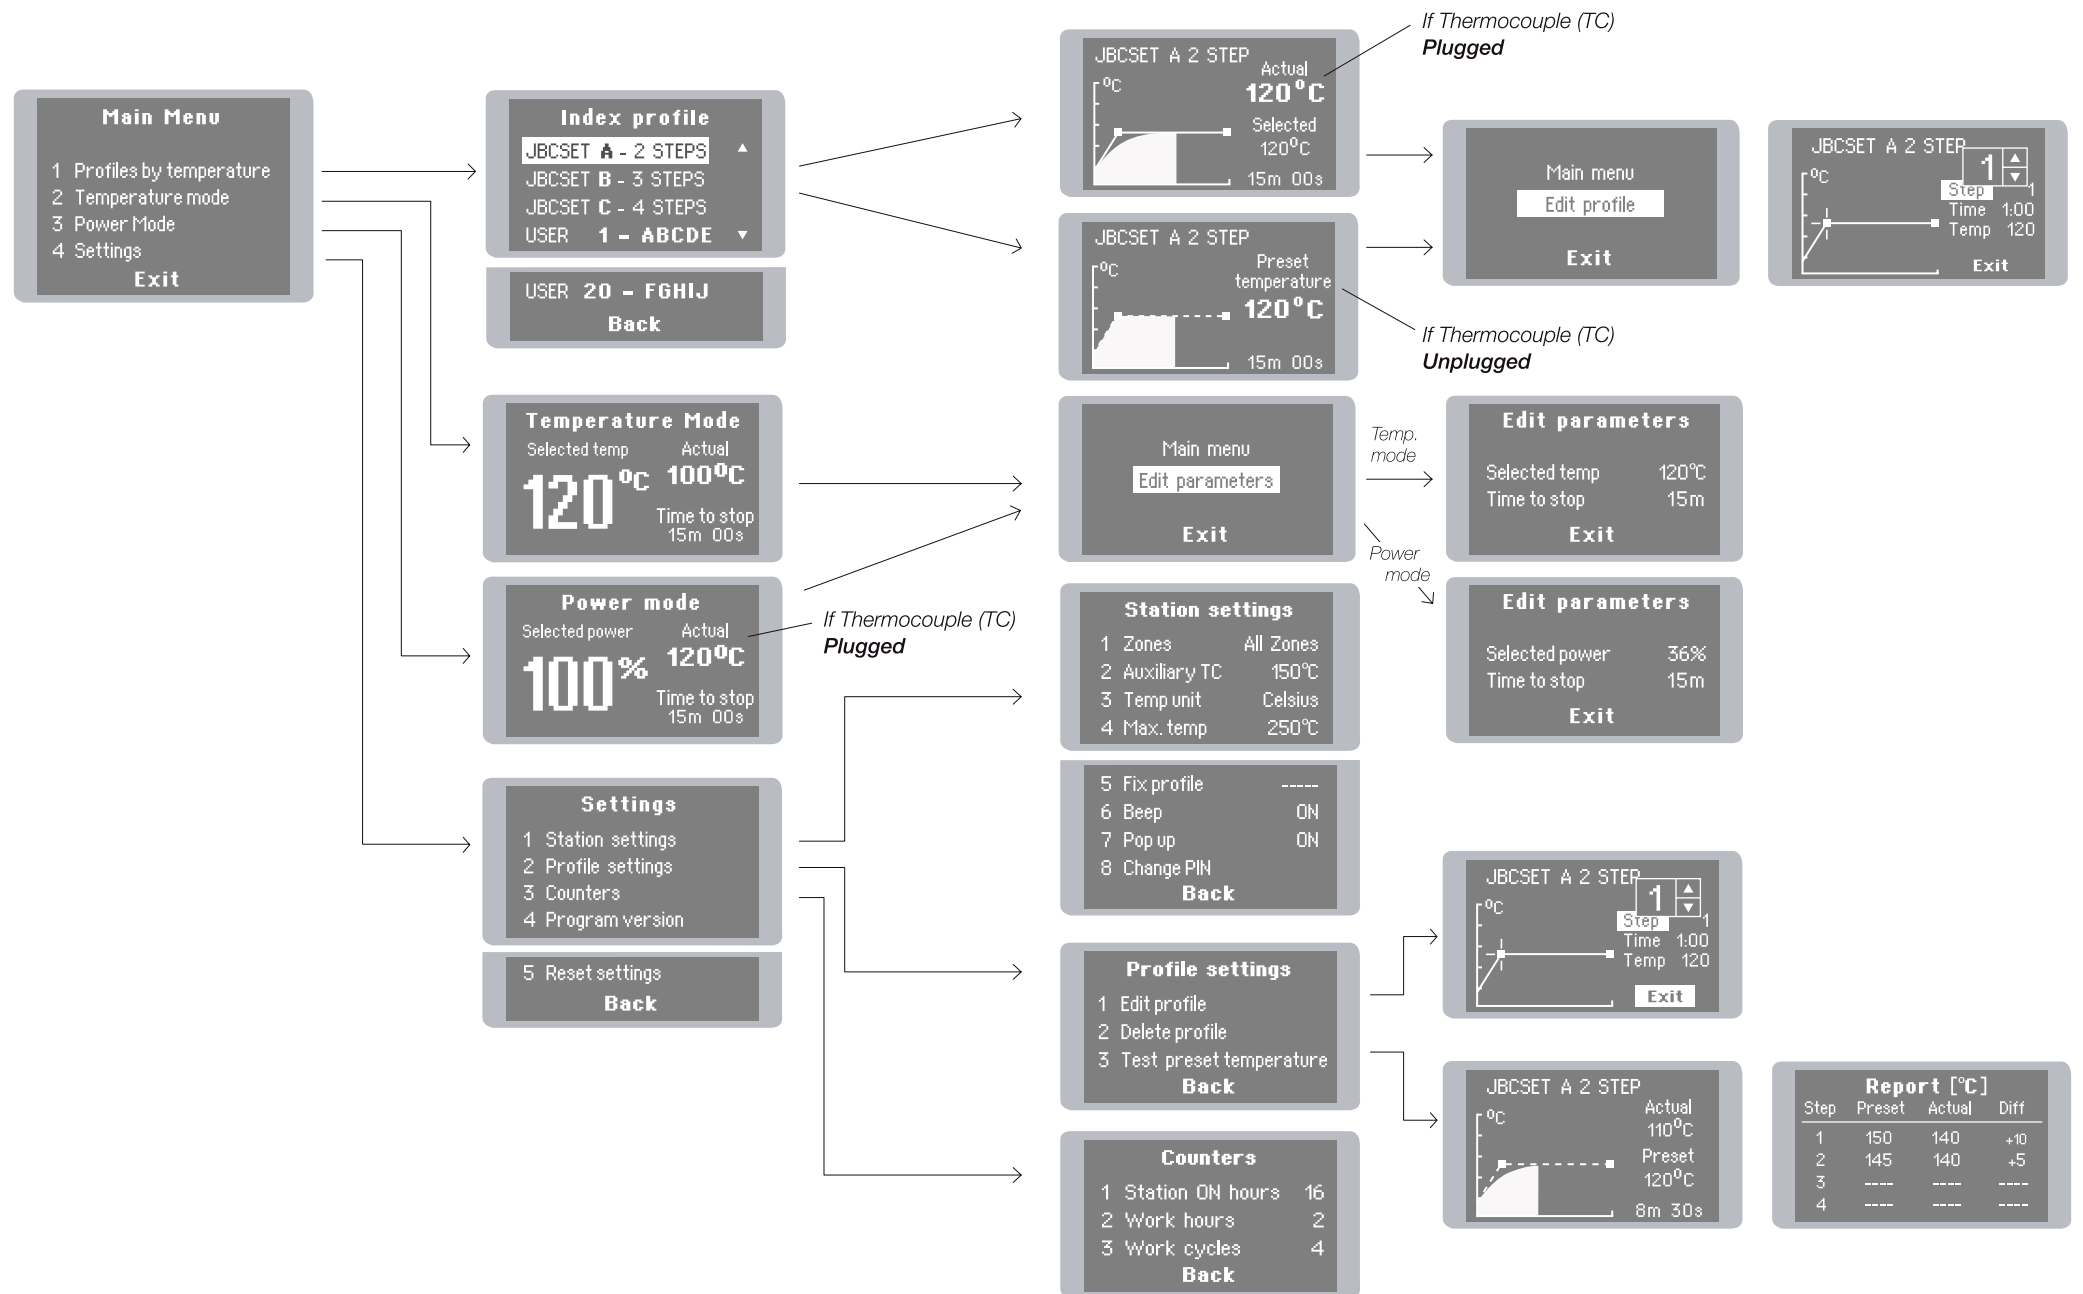 Main Menu
1 Profiles by temperature
2 Temperature mode
3 Power Mode
4 Settings
Exit
Index profile
JBCSET A - 2 STEPS
JBCSET B - 3 STEPS
JBCSET C - 4 STEPS
USER 1 - ABCDE
USER 20 - FGHIJ
Back
JBCSET A 2 STEP
ºC
Actual
120ºC
Selected
120ºC
15m 00s
If Thermocouple (TC)
Plugged
JBCSET A 2 STEP
ºC
Preset
temperature
120ºC
15m 00s
If Thermocouple (TC)
Unplugged
Main menu
Edit profile
Exit
JBCSET A 2 STEP
1
ºC
Step 1
Time 1:00
Temp 120
Exit
Temperature Mode
Selected temp Actual
120ºC 100ºC
Time to stop
15m 00s
Power mode
Selected power Actual
100% 120ºC
Time to stop
15m 00s
If Thermocouple (TC)
Plugged
Main menu
Edit parameters
Exit
Temp.
mode
Power
mode
Edit parameters
Selected temp 120ºC
Time to stop 15m
Exit
Edit parameters
Selected power 36%
Time to stop 15m
Exit
Settings
1 Station settings
2 Profile settings
3 Counters
4 Program version
5 Reset settings
Back
Station settings
1 Zones All Zones
2 Auxiliary TC 150ºC
3 Temp unit Celsius
4 Max. temp 250ºC
5 Fix profile -----
6 Beep ON
7 Pop up ON
8 Change PIN
Back
Profile settings
1 Edit profile
2 Delete profile
3 Test preset temperature
Back
JBCSET A 2 STEP
1
ºC
Step 1
Time 1:00
Temp 120
Exit
JBCSET A 2 STEP
ºC
Actual
110ºC
Preset
120ºC
8m 30s
Report [ºC]
Step Preset Actual Diff
1 150 140 +10
2 145 140 +5
3 ---- ---- ----
4 ---- ---- ----
Counters
1 Station ON hours 16
2 Work hours 2
3 Work cycles 4
Back